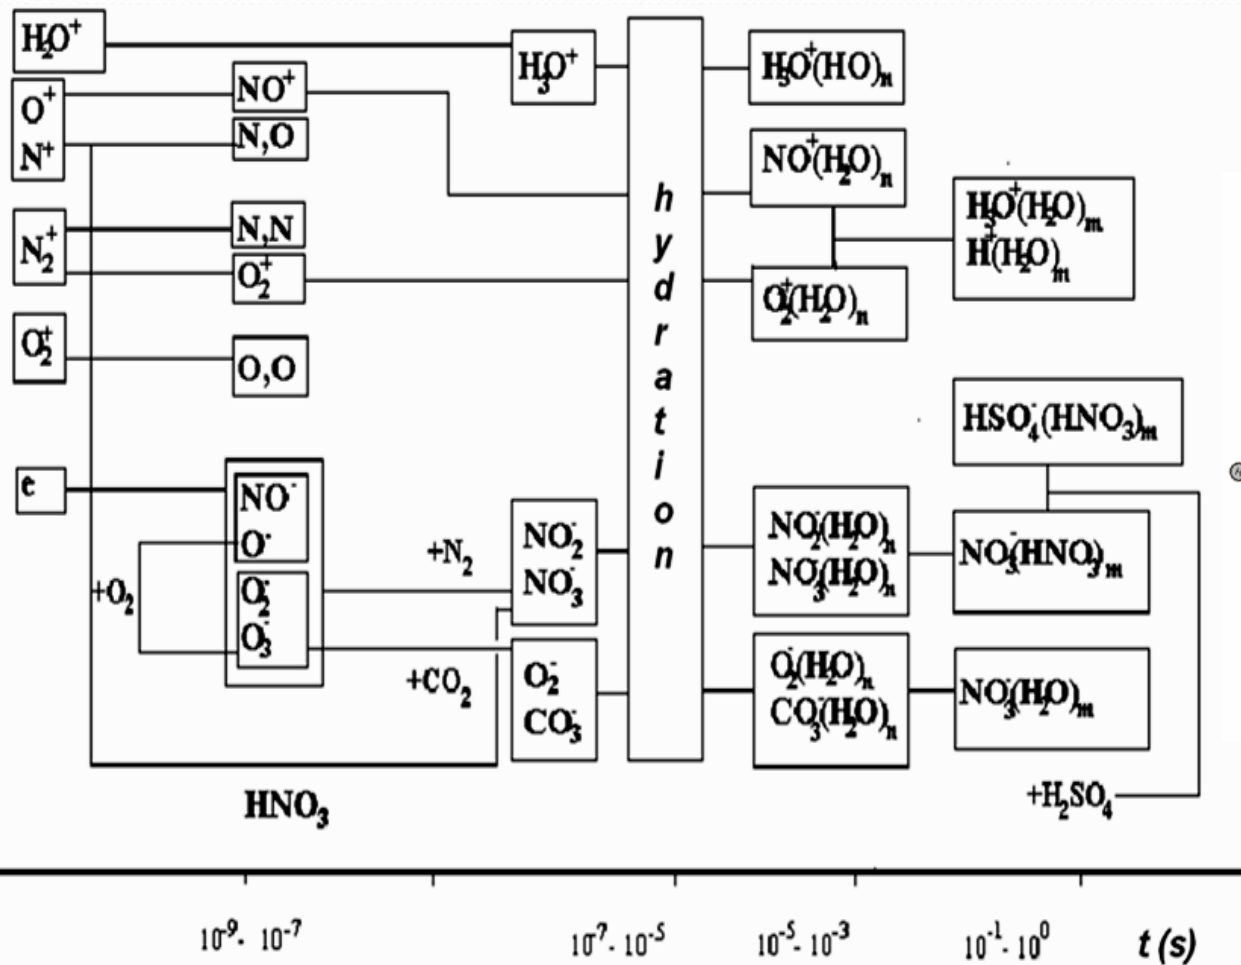 H₂O⁺
O⁺
N⁺
N₂⁺
O₂⁺
e
NO⁺
N,O
N,N
O₂⁺
O,O
NO⁻
O⁻
O₂⁻
O₃⁻
+O₂
+N₂
+CO₂
HNO₃
H₃O⁺
NO₂⁻
NO₃⁻
O₂⁻
CO₃⁻
hydration
H₃O⁺(HO)ₙ
NO⁺(H₂O)ₙ
O₂⁺(H₂O)ₙ
NO₂⁻(H₂O)ₙ
NO₃⁻(H₂O)ₙ
O₂⁻(H₂O)ₙ
CO₃⁻(H₂O)ₙ
H₃O⁺(H₂O)ₘ
H⁺(H₂O)ₘ
HSO₄⁻(HNO₃)ₘ
NO₃⁻(HNO₃)ₘ
NO₃⁻(H₂O)ₘ
+H₂SO₄
10⁻⁹- 10⁻⁷
10⁻⁷- 10⁻⁵
10⁻⁵- 10⁻³
10⁻¹- 10⁰
t (s)